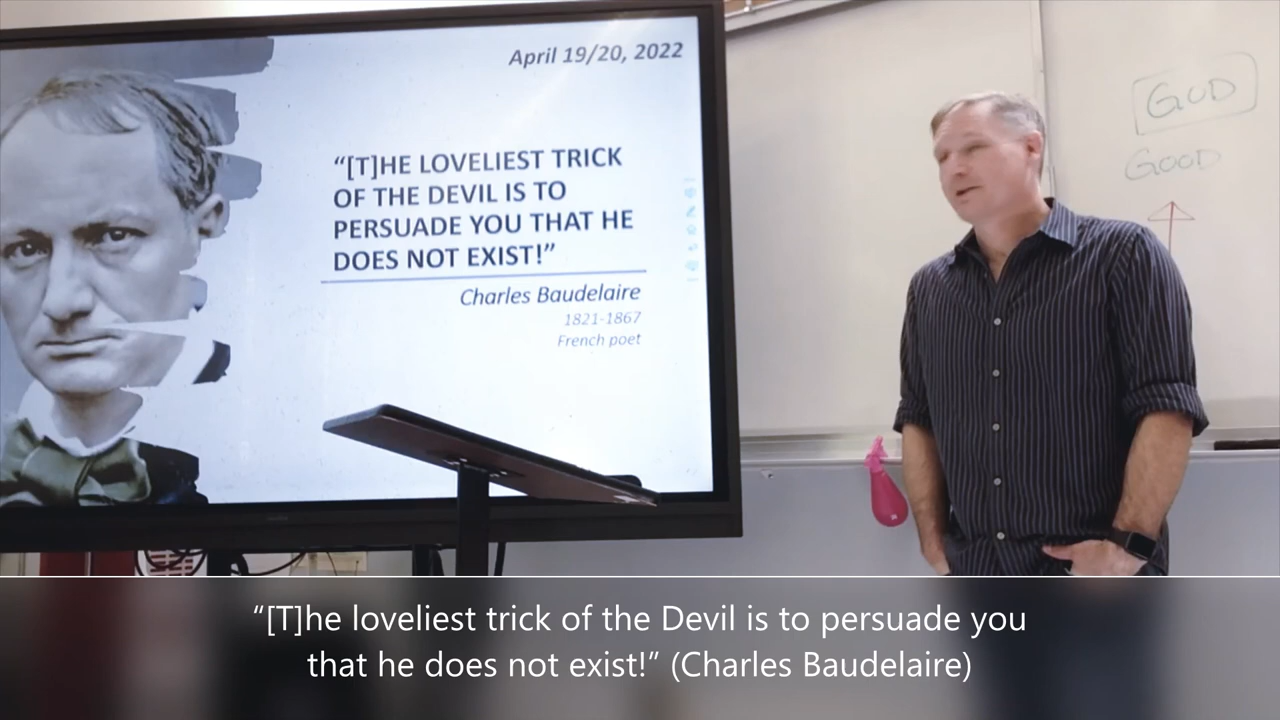 April 19/20, 2022
“[T]HE LOVELIEST TRICK
OF THE DEVIL IS TO
PERSUADE YOU THAT HE
DOES NOT EXIST!”
Charles Baudelaire
1821-1867
French poet
GOD
GOOD
“[T]he loveliest trick of the Devil is to persuade you
that he does not exist!” (Charles Baudelaire)